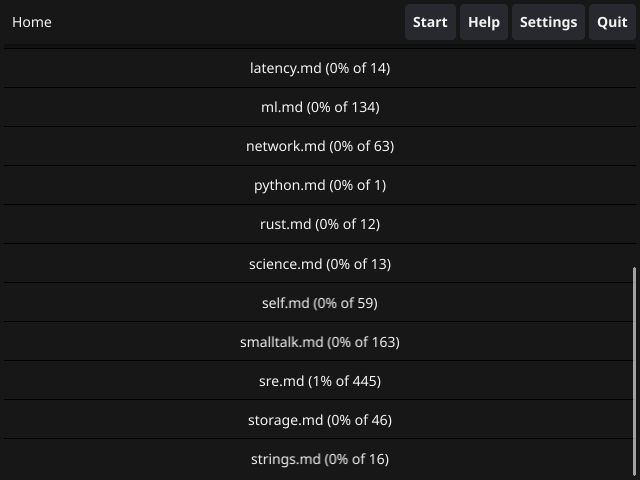 Home Start Help Settings Quit
latency.md (0% of 14)
ml.md (0% of 134)
network.md (0% of 63)
python.md (0% of 1)
rust.md (0% of 12)
science.md (0% of 13)
self.md (0% of 59)
smalltalk.md (0% of 163)
sre.md (1% of 445)
storage.md (0% of 46)
strings.md (0% of 16)